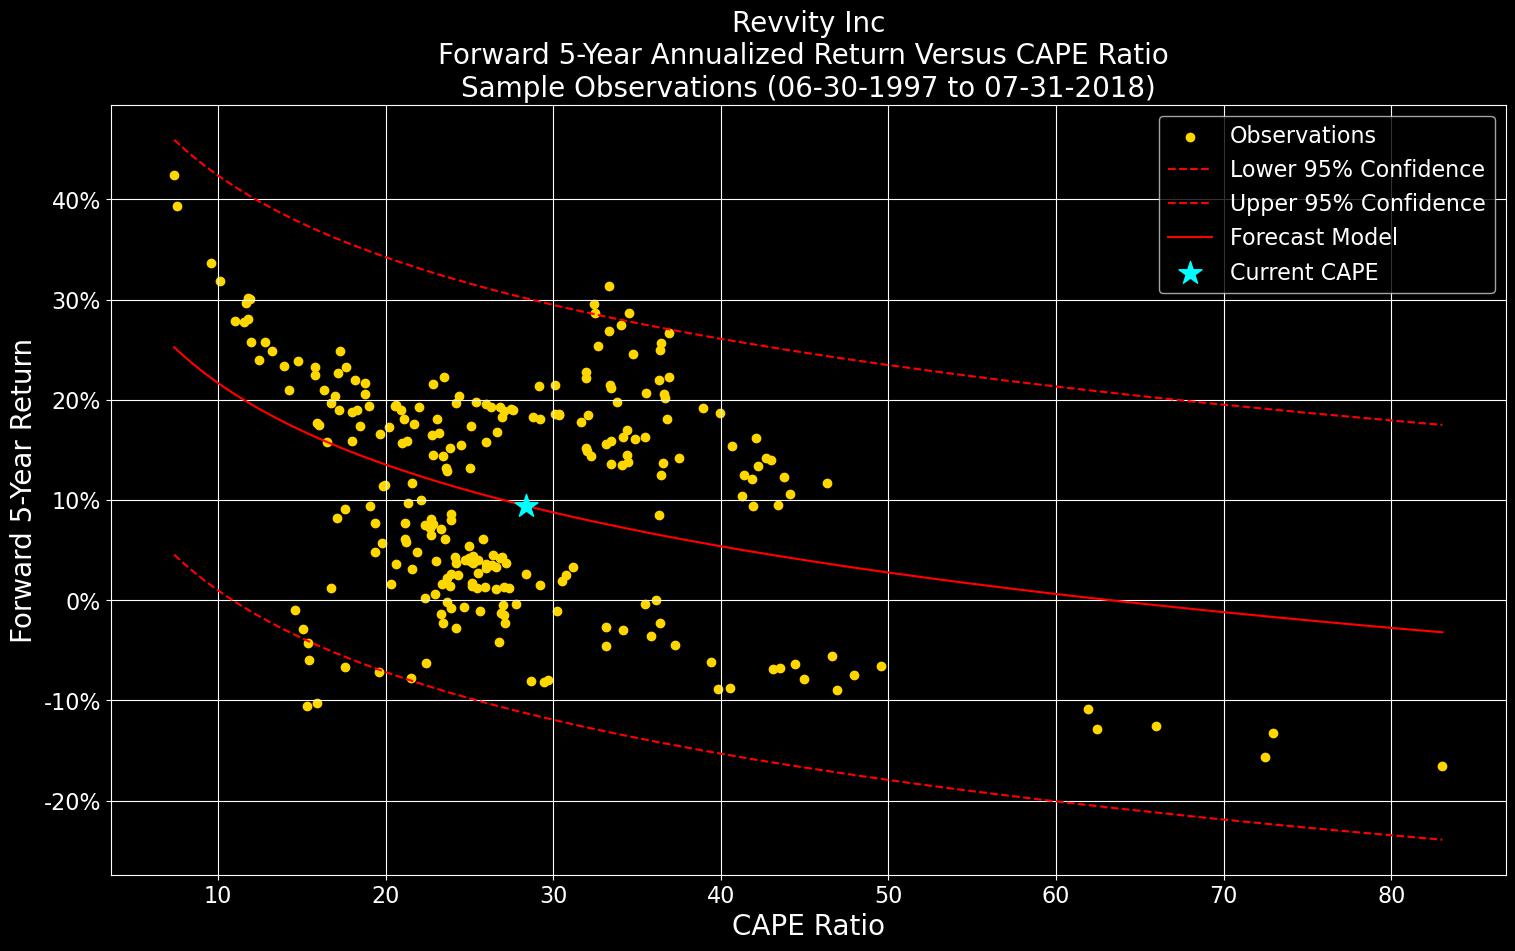 Revvity Inc
Forward 5-Year Annualized Return Versus CAPE Ratio
Sample Observations (06-30-1997 to 07-31-2018)
Observations
Lower 95% Confidence
Upper 95% Confidence
Forecast Model
Current CAPE
Forward 5-Year Return
40%
30%
20%
10%
0%
-10%
-20%
10 20 30 40 50 60 70 80
CAPE Ratio